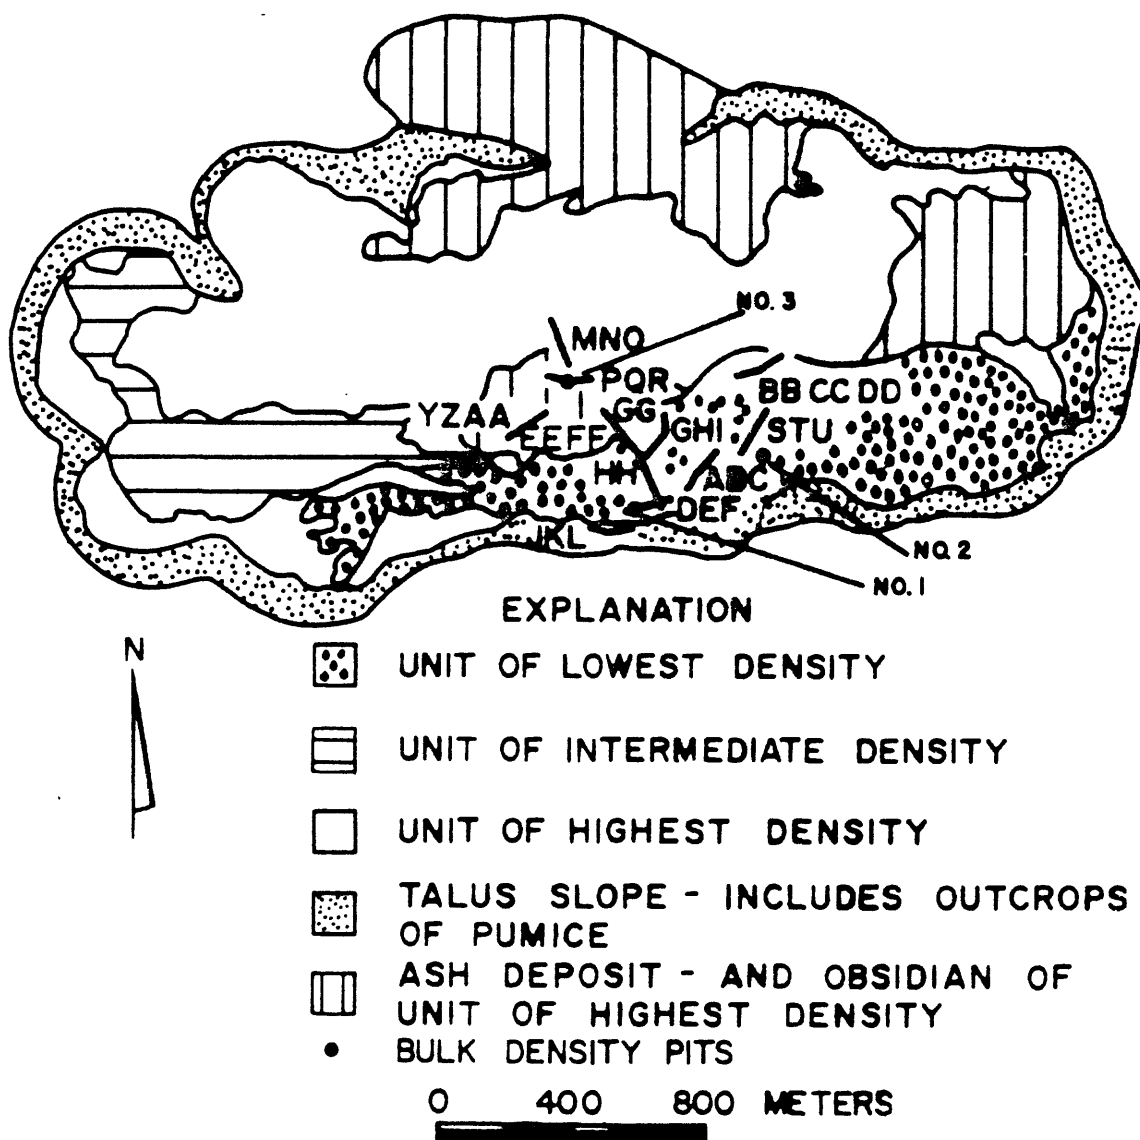 NO. 3
MNO
PQR
BB CC DD
YZAA
GG
EEFF
GHI
STU
HH
ABC
DEF
JKL
NO. 2
NO. 1
EXPLANATION
N
UNIT OF LOWEST DENSITY
UNIT OF INTERMEDIATE DENSITY
UNIT OF HIGHEST DENSITY
TALUS SLOPE - INCLUDES OUTCROPS
OF PUMICE
ASH DEPOSIT - AND OBSIDIAN OF
UNIT OF HIGHEST DENSITY
BULK DENSITY PITS
0 400 800 METERS